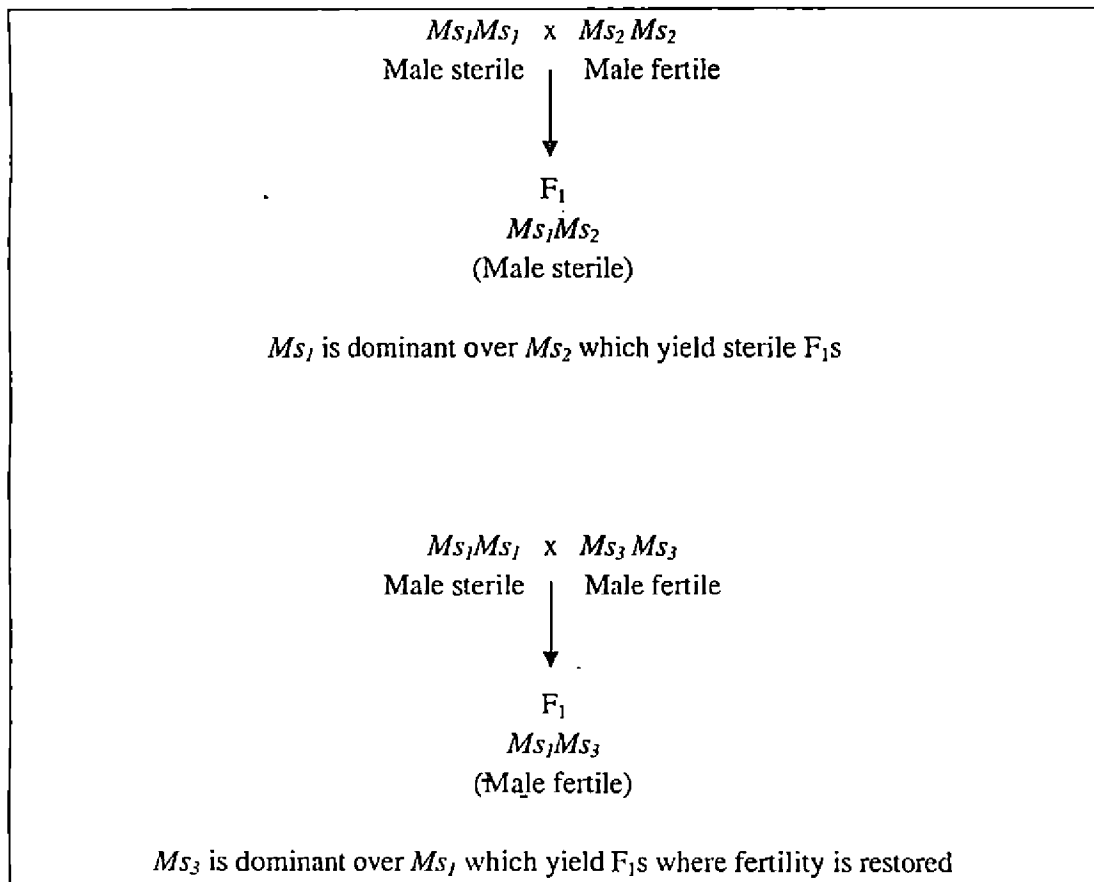 Ms₁Ms₁ x Ms₂ Ms₂
Male sterile Male fertile
F₁
Ms₁Ms₂
(Male sterile)
Ms₁ is dominant over Ms₂ which yield sterile F₁s
Ms₁Ms₁ x Ms₃ Ms₃
Male sterile Male fertile
F₁
Ms₁Ms₃
(Male fertile)
Ms₃ is dominant over Ms₁ which yield F₁s where fertility is restored